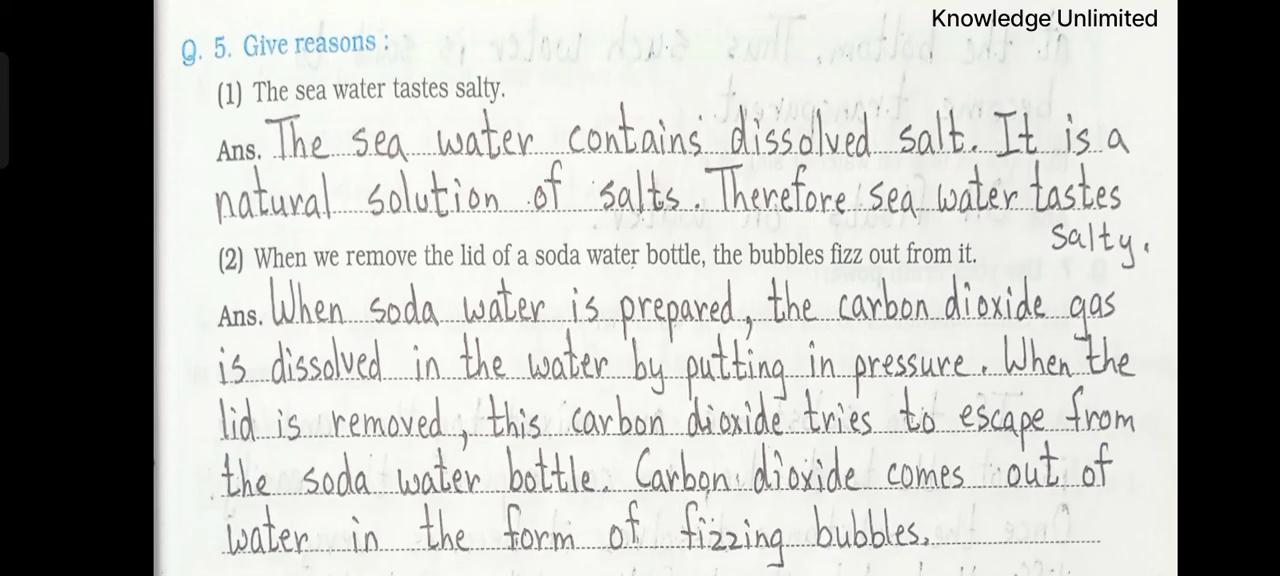 Knowledge Unlimited
Q. 5. Give reasons :
(1) The sea water tastes salty.
Ans. The sea water contains dissolved salt. It is a
natural solution of salts. Therefore sea water tastes
salty.
(2) When we remove the lid of a soda water bottle, the bubbles fizz out from it.
Ans. When soda water is prepared, the carbon dioxide gas
is dissolved in the water by putting in pressure. When the
lid is removed, this carbon dioxide tries to escape from
the soda water bottle. Carbon dioxide comes out of
water in the form of fizzing bubbles.